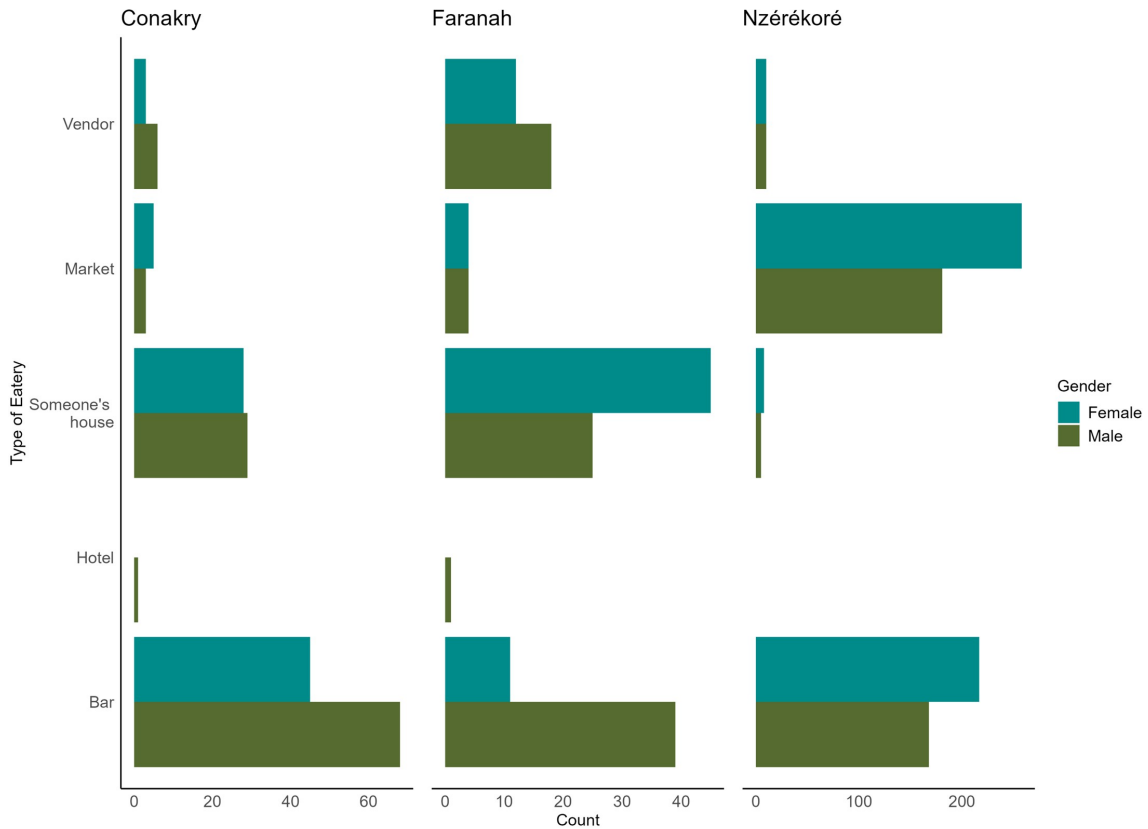 Conakry
Faranah
Nzérékoré
Type of Eatery
Vendor
Market
Someone's
house
Hotel
Bar
0 20 40 60
0 10 20 30 40
0 100 200
Count
Gender
Female
Male